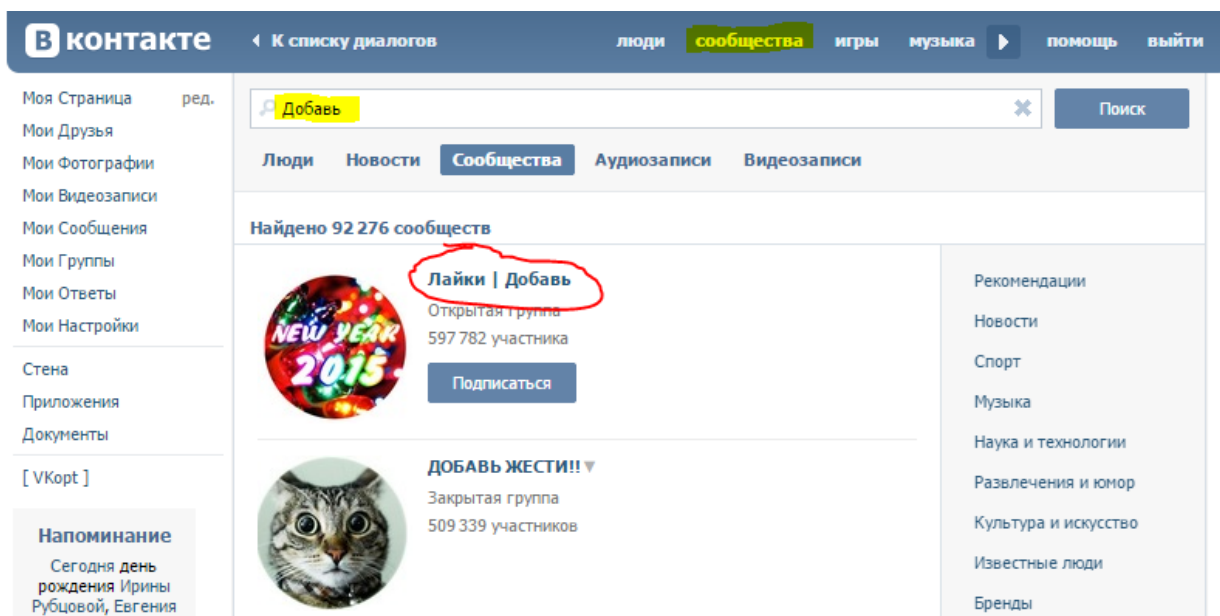 В контакте
К списку диалогов
люди сообщества игры музыка помощь выйти
Моя Страница ред.
Мои Друзья
Мои Фотографии
Мои Видеозаписи
Мои Сообщения
Мои Группы
Мои Ответы
Мои Настройки
Стена
Приложения
Документы
[ VKopt ]
Напоминание
Сегодня день
рождения Ирины
Рубцовой, Евгения
Добавь
Поиск
Люди Новости Сообщества Аудиозаписи Видеозаписи
Найдено 92 276 сообществ
NEW YEAR
2015
Лайки | Добавь
Открытая группа
597 782 участника
Подписаться
ДОБАВЬ ЖЕСТИ!!
Закрытая группа
509 339 участников
Рекомендации
Новости
Спорт
Музыка
Наука и технологии
Развлечения и юмор
Культура и искусство
Известные люди
Бренды